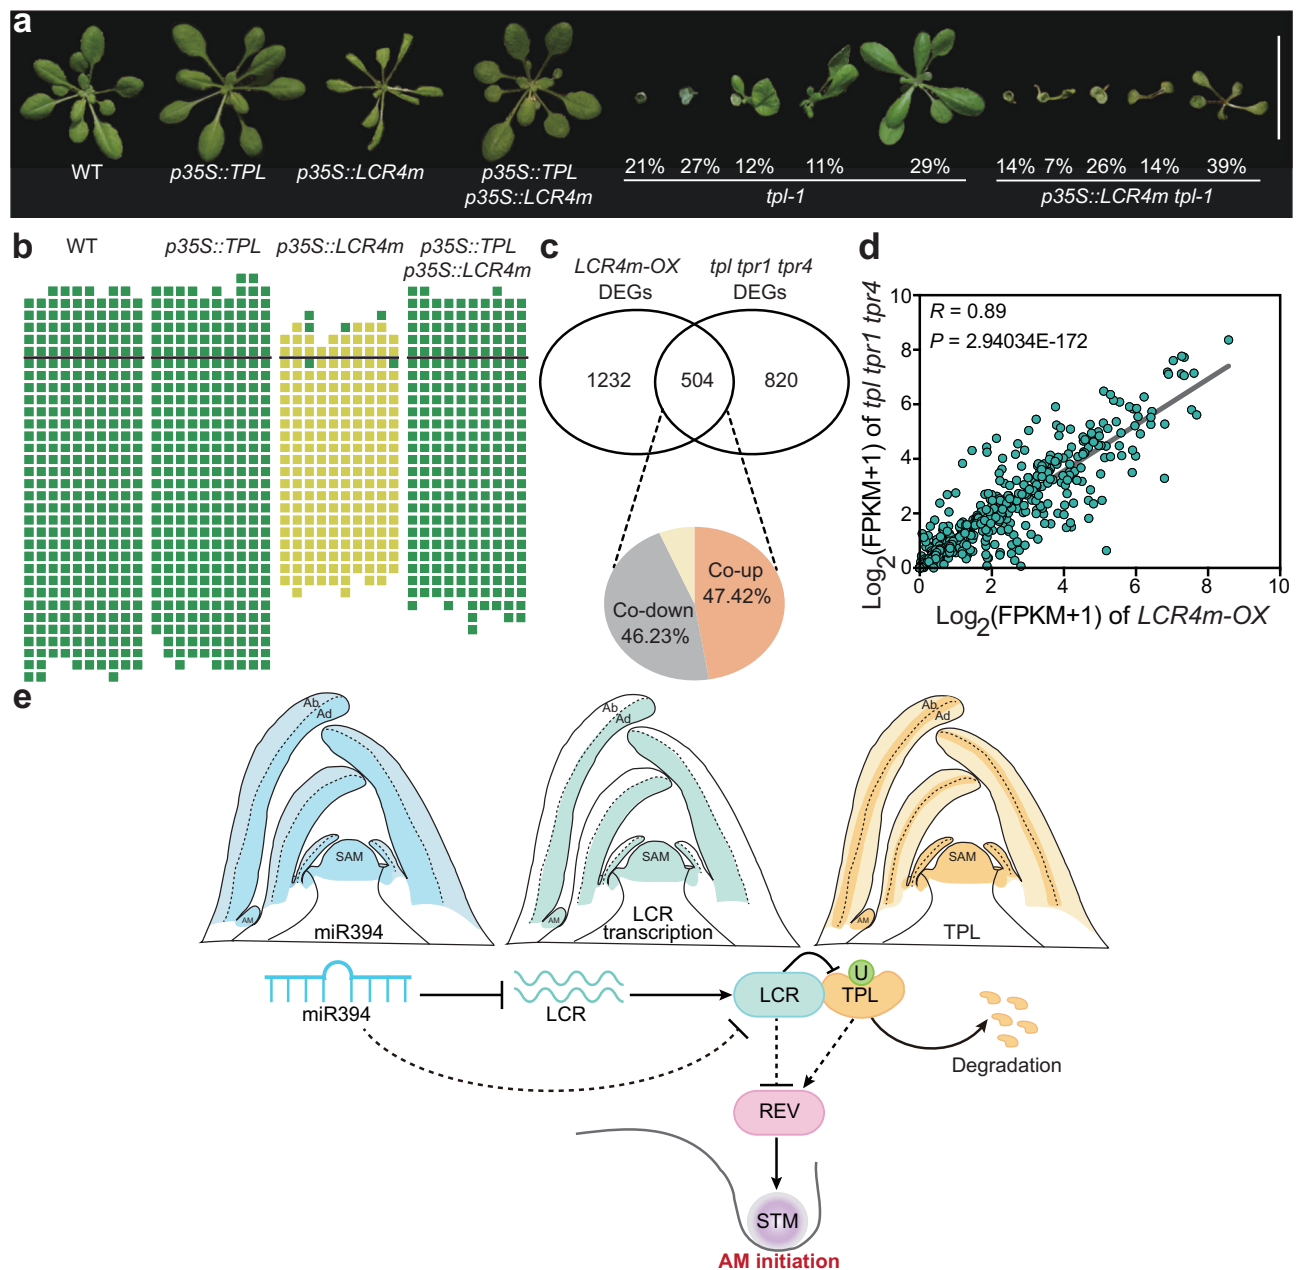 a
WT
p35S::TPL
p35S::LCR4m
p35S::TPL
p35S::LCR4m
21% 27% 12% 11% 29%
tpl-1
14% 7% 26% 14% 39%
p35S::LCR4m tpl-1
b
WT
p35S::TPL
p35S::LCR4m
p35S::TPL
p35S::LCR4m
c
LCR4m-OX
DEGs
tpl tpr1 tpr4
DEGs
1232
504
820
Co-up
47.42%
Co-down
46.23%
d
R = 0.89
P = 2.94034E-172
Log2(FPKM+1) of tpl tpr1 tpr4
10
8
6
4
2
0
0 2 4 6 8 10
Log2(FPKM+1) of LCR4m-OX
e
Ab
Ad
SAM
AM
miR394
Ab
Ad
SAM
AM
LCR
transcription
Ab
Ad
SAM
AM
TPL
miR394
LCR
LCR
U
TPL
Degradation
REV
STM
AM initiation